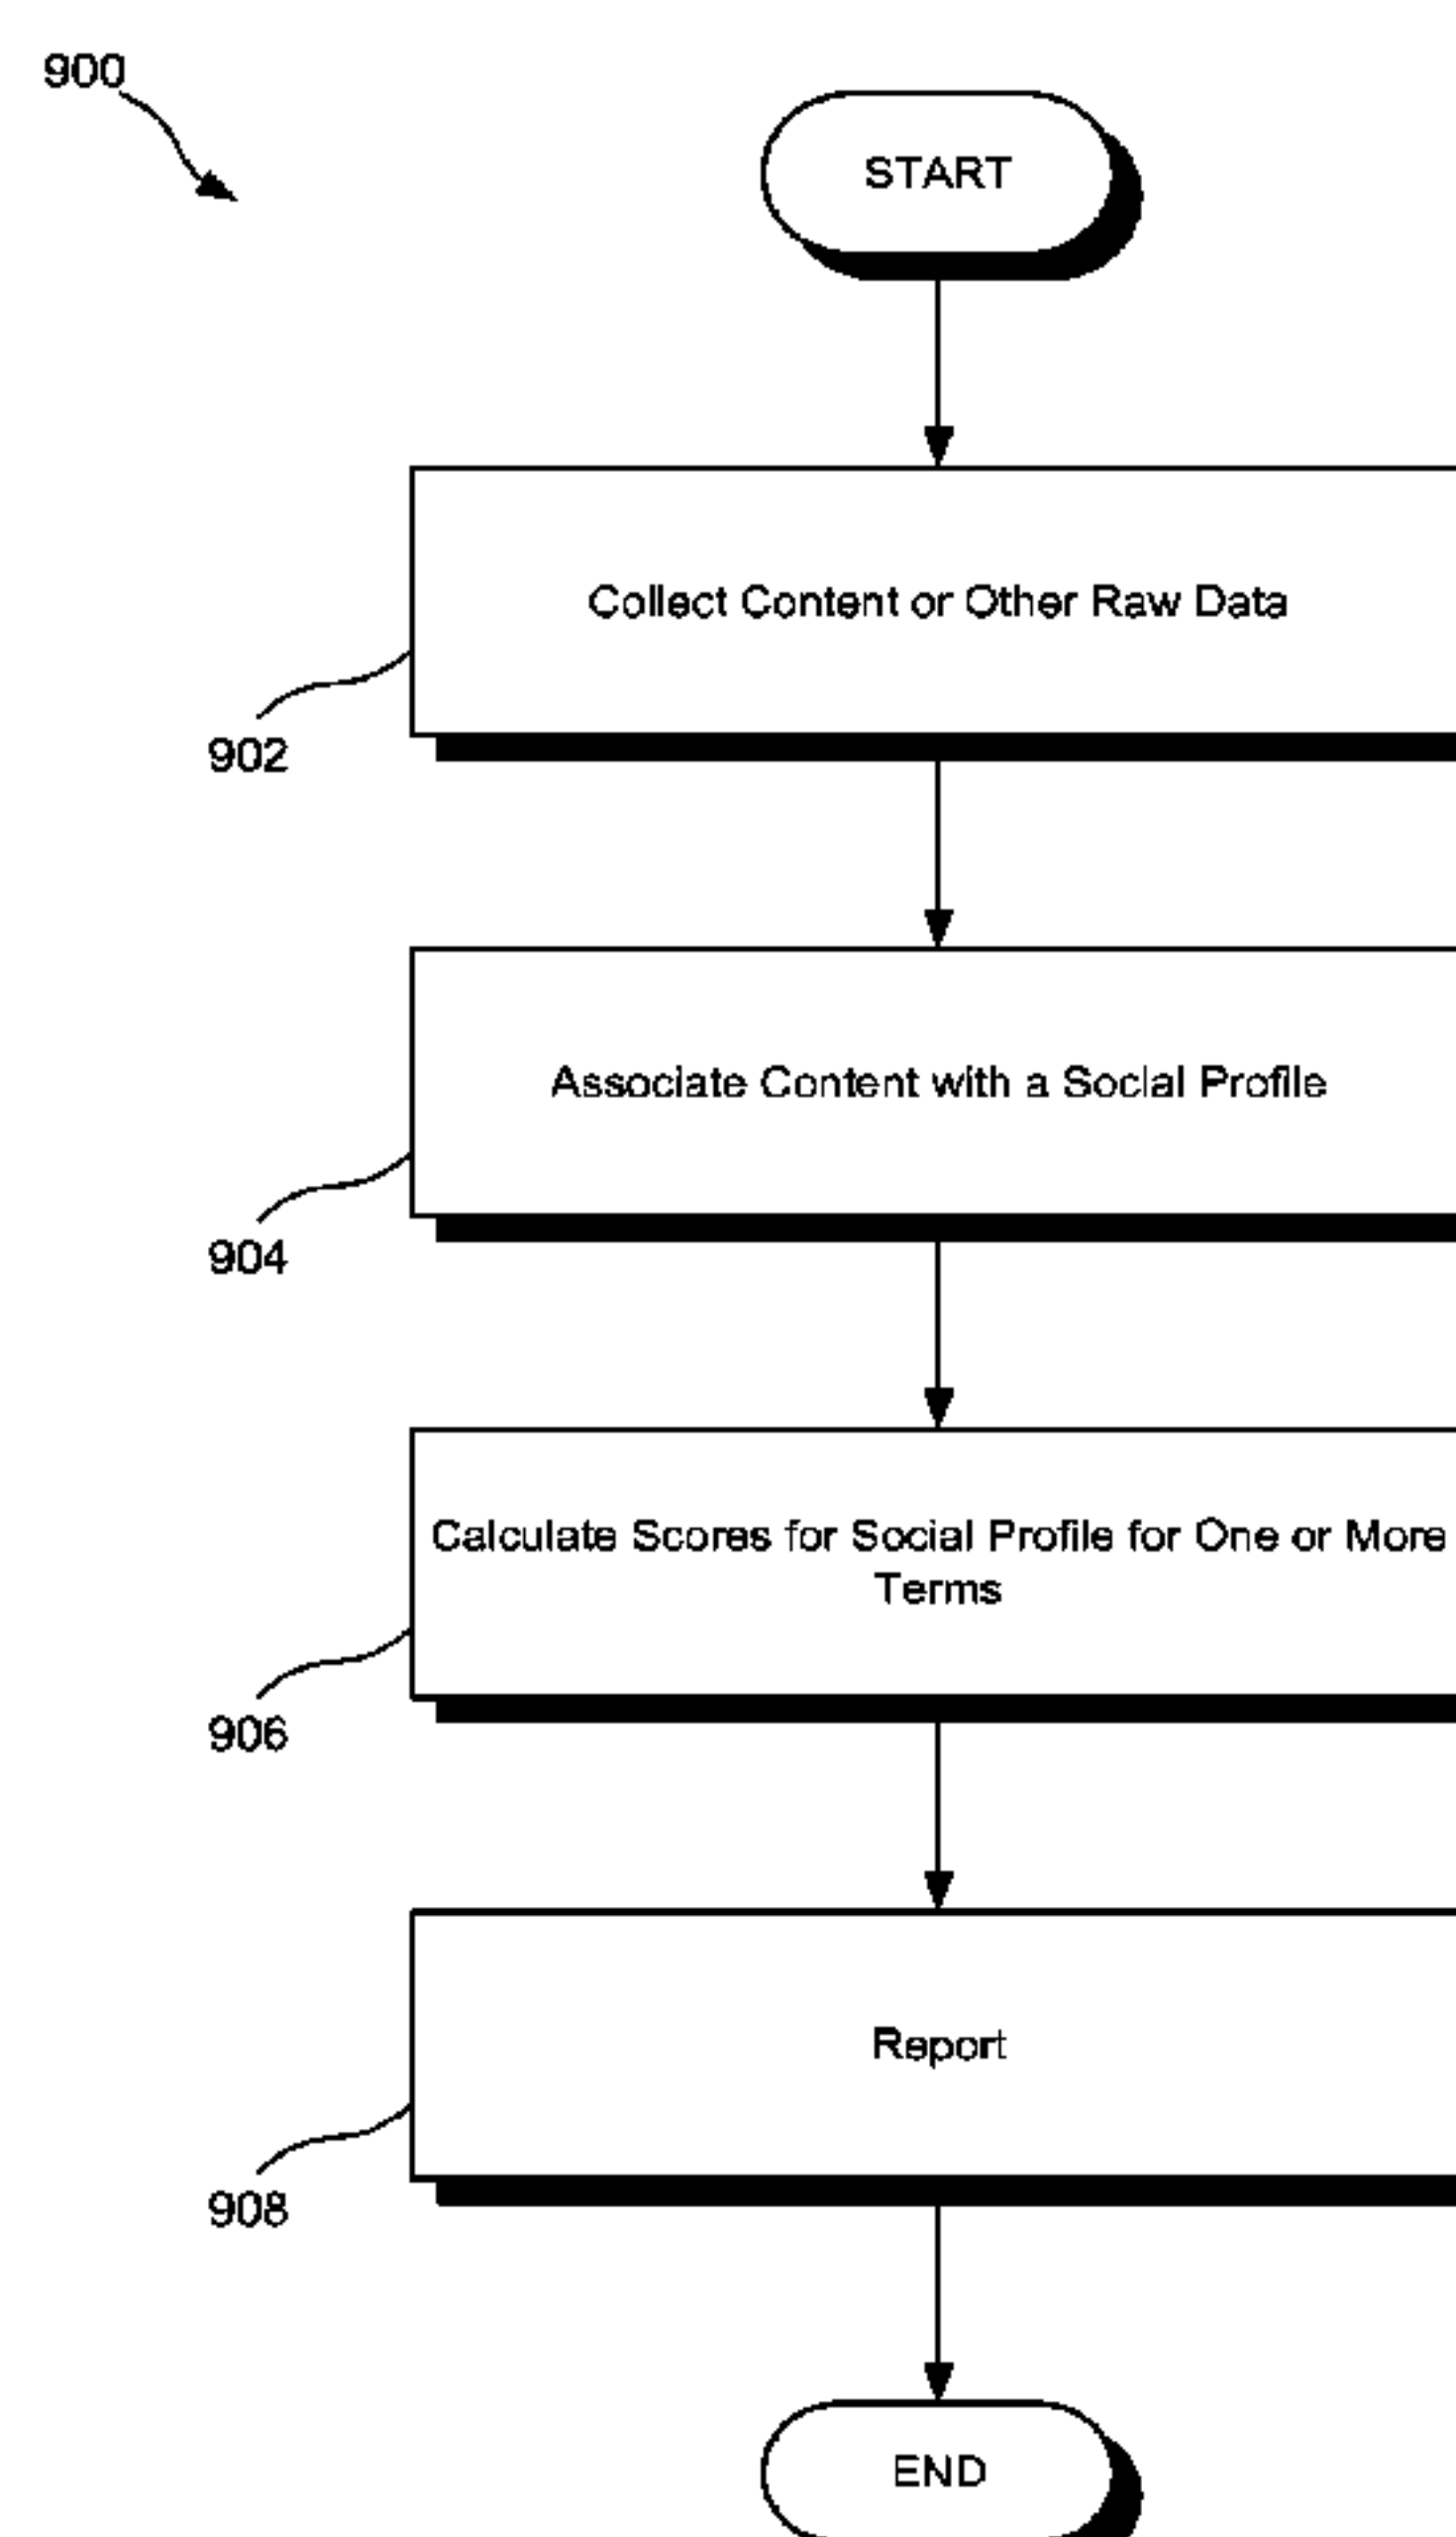 900
START
Collect Content or Other Raw Data
902
Associate Content with a Social Profile
904
Calculate Scores for Social Profile for One or More
Terms
906
Report
908
END